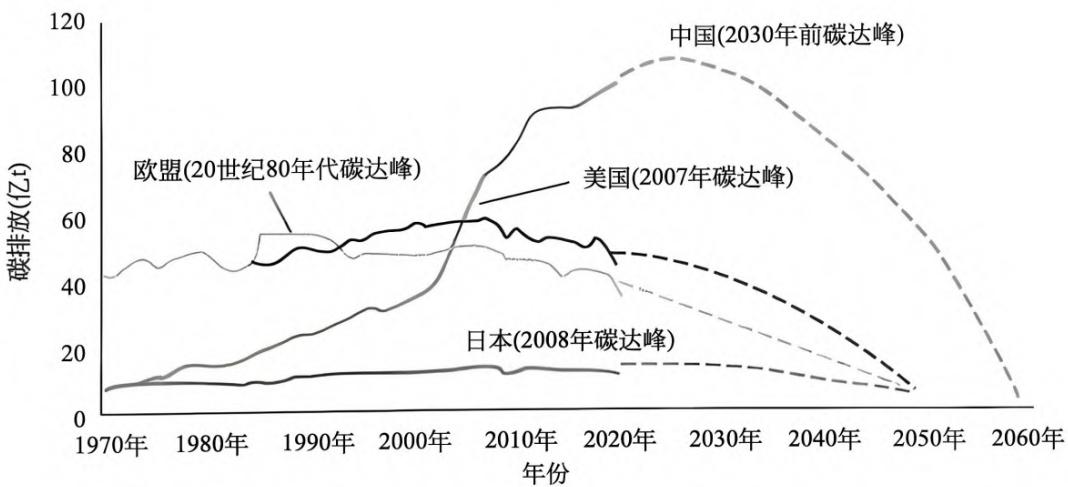 120
中国(2030年前碳达峰)
100
80
欧盟(20世纪80年代碳达峰)
美国(2007年碳达峰)
60
碳排放(亿t)
40
日本(2008年碳达峰)
20
0
1970年 1980年 1990年 2000年 2010年 2020年 2030年 2040年 2050年 2060年
年份